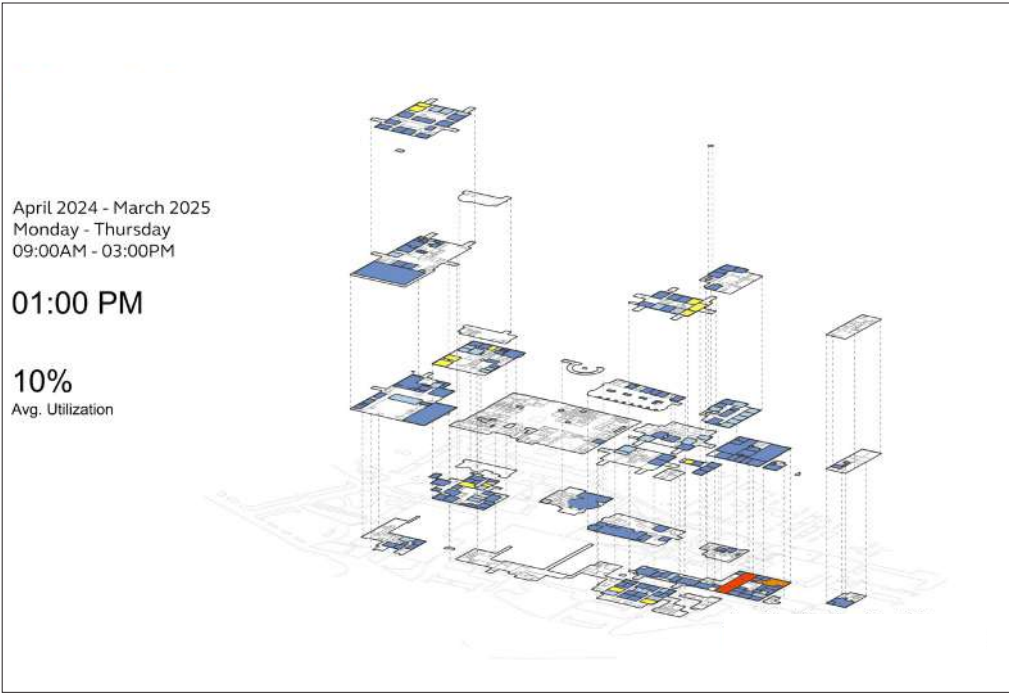 April 2024 - March 2025
Monday - Thursday
09:00AM - 03:00PM
01:00 PM
10%
Avg. Utilization